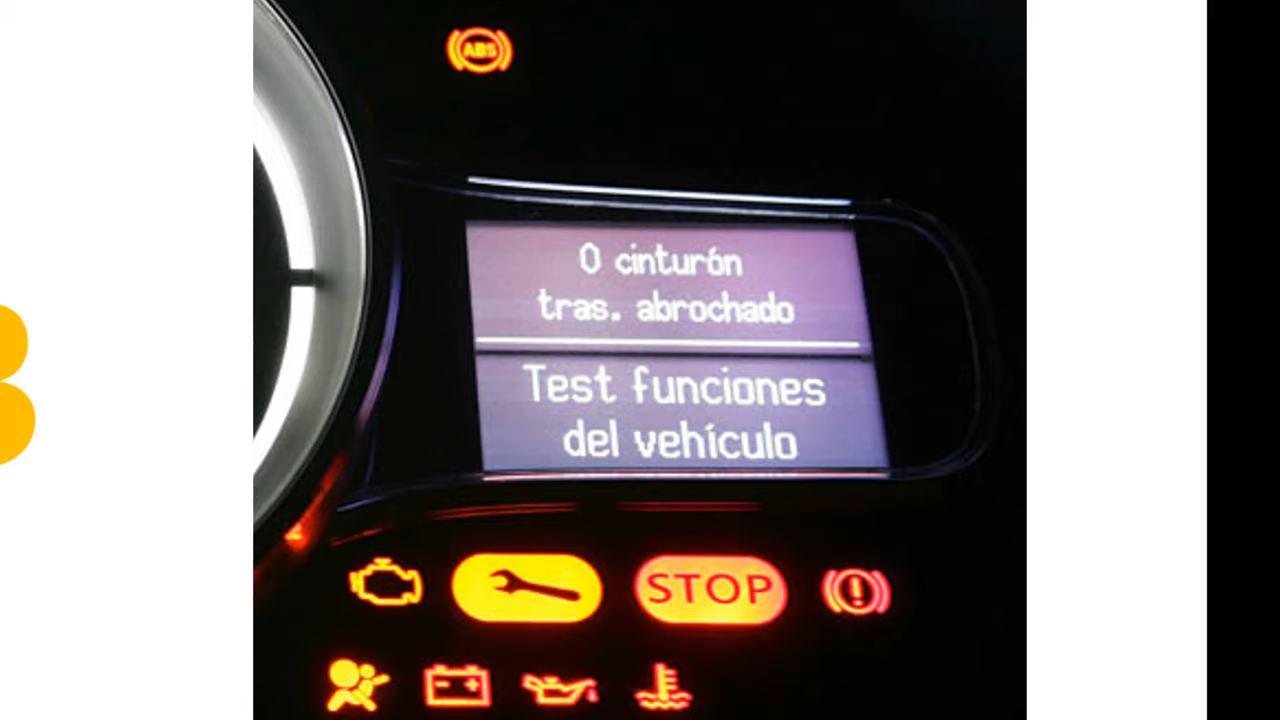 ABS
0 cinturón
tras. abrochado
Test funciones
del vehículo
STOP